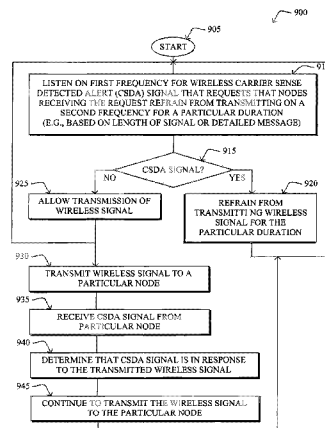 900
905
START
91
LISTEN ON FIRST FREQUENCY FOR WIRELESS CARRIER SENSE
DETECTED ALERT (CSDA) SIGNAL THAT REQUESTS THAT NODES
RECEIVING THE REQUEST REFRAIN FROM TRANSMITTING ON A
SECOND FREQUENCY FOR A PARTICULAR DURATION
(E.G., BASED ON LENGTH OF SIGNAL OR DETAILED MESSAGE)
915
CSDA SIGNAL?
NO
YES
925
920
ALLOW TRANSMISSION OF
WIRELESS SIGNAL
REFRAIN FROM
TRANSMITTING WIRELESS
SIGNAL FOR THE
PARTICULAR DURATION
930
TRANSMIT WIRELESS SIGNAL TO A
PARTICULAR NODE
935
RECEIVE CSDA SIGNAL FROM
PARTICULAR NODE
940
DETERMINE THAT CSDA SIGNAL IS IN RESPONSE
TO THE TRANSMITTED WIRELESS SIGNAL
945
CONTINUE TO TRANSMIT THE WIRELESS SIGNAL
TO THE PARTICULAR NODE